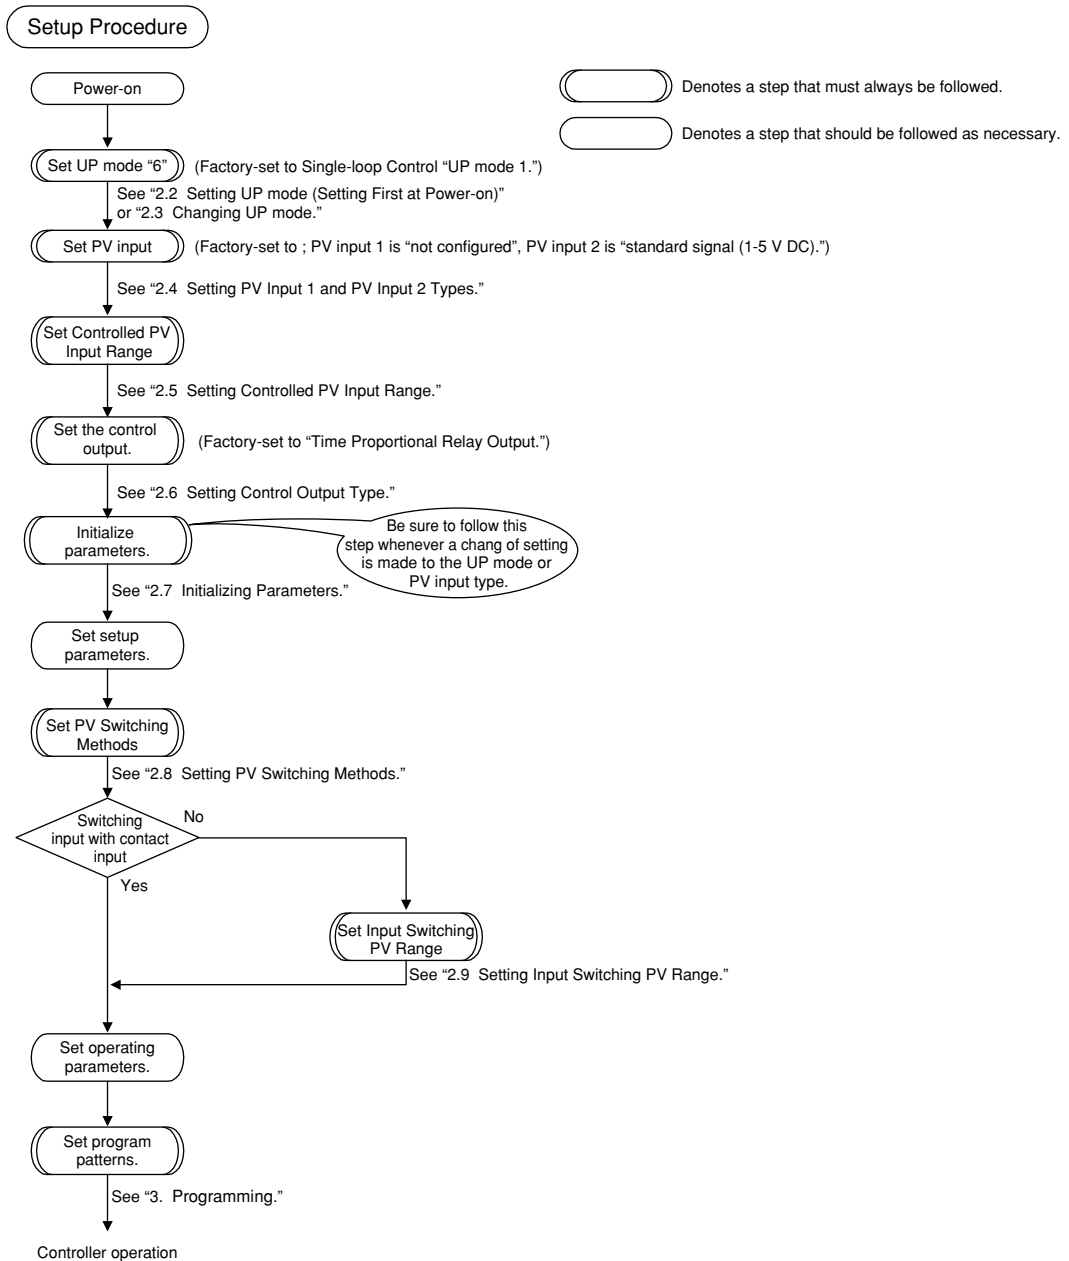 Setup Procedure
Power-on
Denotes a step that must always be followed.
Denotes a step that should be followed as necessary.
Set UP mode “6”
(Factory-set to Single-loop Control “UP mode 1.”)
See “2.2 Setting UP mode (Setting First at Power-on)”
or “2.3 Changing UP mode.”
Set PV input
(Factory-set to ; PV input 1 is “not configured”, PV input 2 is “standard signal (1-5 V DC).”)
See “2.4 Setting PV Input 1 and PV Input 2 Types.”
Set Controlled PV
Input Range
See “2.5 Setting Controlled PV Input Range.”
Set the control
output.
(Factory-set to “Time Proportional Relay Output.”)
See “2.6 Setting Control Output Type.”
Initialize
parameters.
Be sure to follow this
step whenever a chang of setting
is made to the UP mode or
PV input type.
See “2.7 Initializing Parameters.”
Set setup
parameters.
Set PV Switching
Methods
See “2.8 Setting PV Switching Methods.”
Switching
input with contact
input
No
Yes
Set Input Switching
PV Range
See “2.9 Setting Input Switching PV Range.”
Set operating
parameters.
Set program
patterns.
See “3. Programming.”
Controller operation